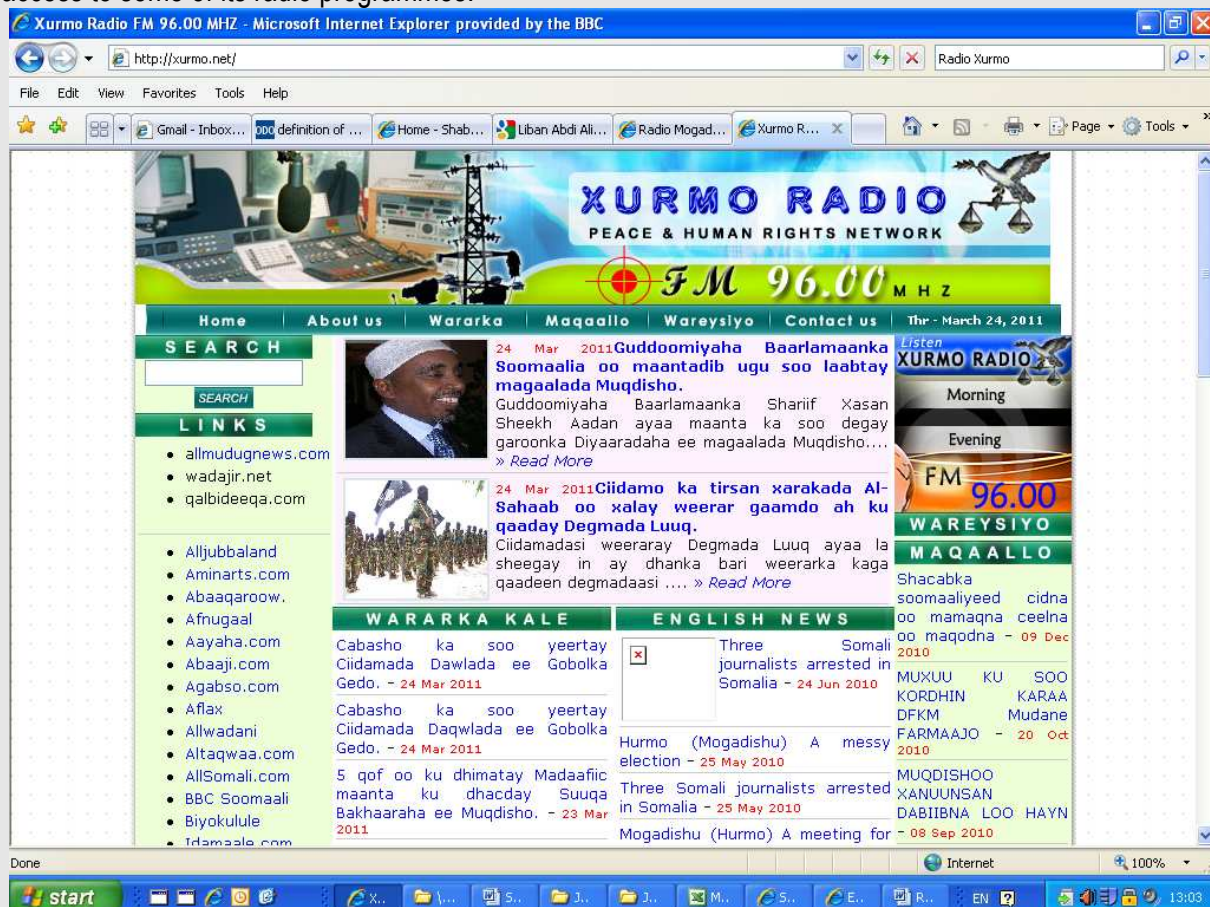 access to some of its radio programmes.
Xurmo Radio FM 96.00 MHZ - Microsoft Internet Explorer provided by the BBC
http://xurmo.net/
Radio Xurmo
File Edit View Favorites Tools Help
Gmail - Inbox... definition of ... Home - Shab... Liban Abdi Ali... Radio Mogad... Xurmo R... Page Tools
XURMO RADIO
PEACE & HUMAN RIGHTS NETWORK
FM 96.00 MHZ
Home About us Wararka Maqaallo Wareysiyo Contact us Thr - March 24, 2011
SEARCH
SEARCH
LINKS
allmudugnews.com
wadajir.net
qalbideeqa.com
Alljubbaland
Aminarts.com
Abaaqaroow.
Afnugaal
Aayaha.com
Abaaji.com
Agabso.com
Aflax
Allwadani
Altaqwaa.com
AllSomali.com
BBC Soomaali
Biyokulule
Idamaale.com
24 Mar 2011Guddoomiyaha Baarlamaanka
Soomaalia oo maantadib ugu soo laabtay
magaalada Muqdisho.
Guddoomiyaha Baarlamaanka Shariif Xasan
Sheekh Aadan ayaa maanta ka soo degay
garoonka Diyaaradaha ee magaalada Muqdisho....
» Read More
24 Mar 2011Ciidamo ka tirsan xarakada Al-
Sahaab oo xalay weerar gaamdo ah ku
qaaday Degmada Luuq.
Ciidamadasi weeraray Degmada Luuq ayaa la
sheegay in ay dhanka bari weerarka kaga
qaadeen degmadaasi .... » Read More
WARARKA KALE
Cabasho ka soo yeertay
Ciidamada Dawlada ee Gobolka
Gedo. - 24 Mar 2011
Cabasho ka soo yeertay
Ciidamada Daqwlada ee Gobolka
Gedo. - 24 Mar 2011
5 qof oo ku dhimatay Madaafiic
maanta ku dhacday Suuqa
Bakhaaraha ee Muqdisho. - 23 Mar
2011
ENGLISH NEWS
Three Somali
journalists arrested in
Somalia - 24 Jun 2010
Hurmo (Mogadishu) A messy
election - 25 May 2010
Three Somali journalists arrested
in Somalia - 25 May 2010
Mogadishu (Hurmo) A meeting for
Listen
XURMO RADIO
Morning
Evening
FM
96.00
WAREYSIYO
MAQAALLO
Shacabka
soomaaliyeed cidna
oo mamaqna ceelna
oo maqodna - 09 Dec
2010
MUXUU KU SOO
KORDHIN KARAA
DFKM Mudane
FARMAAJO - 20 Oct
2010
MUQDISHOO
XANUUNSAN
DABIIBNA LOO HAYN
- 08 Sep 2010
Done Internet 100%
start X.. \... S.. J.. J.. M.. S.. E.. R.. EN 13:03